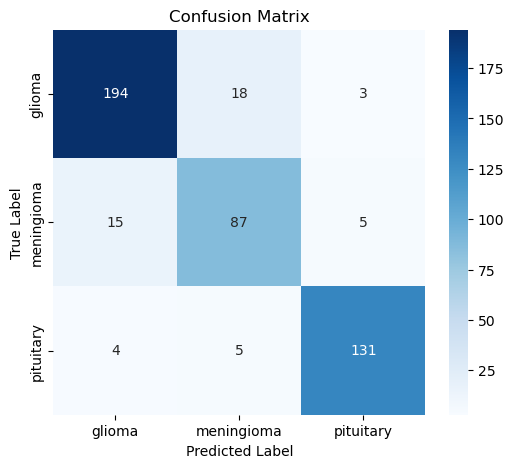 Confusion Matrix
True Label
glioma
meningioma
pituitary
194 18 3
15 87 5
4 5 131
glioma meningioma pituitary
Predicted Label
175
150
125
100
75
50
25